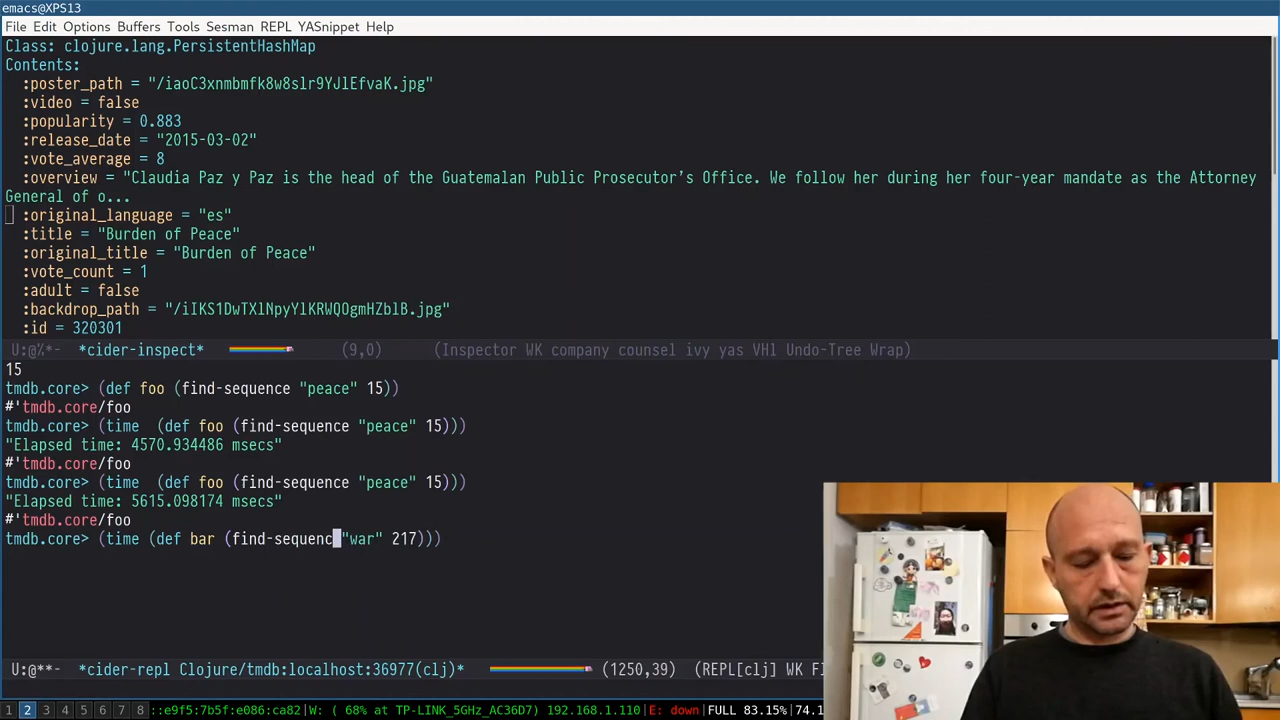 emacs@XPS13
File Edit Options Buffers Tools Sesman REPL YASnippet Help
Class: clojure.lang.PersistentHashMap
Contents:
:poster_path = "/iaoC3xnmbmfk8w8slr9YJlEfvaK.jpg"
:video = false
:popularity = 0.883
:release_date = "2015-03-02"
:vote_average = 8
:overview = "Claudia Paz y Paz is the head of the Guatemalan Public Prosecutor's Office. We follow her during her four-year mandate as the Attorney
General of o...
:original_language = "es"
:title = "Burden of Peace"
:original_title = "Burden of Peace"
:vote_count = 1
:adult = false
:backdrop_path = "/iIKS1DwTXlNpyYlKRWQOgmHZblB.jpg"
:id = 320301
U:@%*- *cider-inspect* (9,0) (Inspector WK company counsel ivy yas VHl Undo-Tree Wrap)
15
tmdb.core> (def foo (find-sequence "peace" 15))
#'tmdb.core/foo
tmdb.core> (time (def foo (find-sequence "peace" 15)))
"Elapsed time: 4570.934486 msecs"
#'tmdb.core/foo
tmdb.core> (time (def foo (find-sequence "peace" 15)))
"Elapsed time: 5615.098174 msecs"
#'tmdb.core/foo
tmdb.core> (time (def bar (find-sequenc "war" 217)))
U:@**- *cider-repl Clojure/tmdb:localhost:36977(clj)* (1250,39) (REPL[clj] WK Fl
1 2 3 4 5 6 7 8 ::e9f5:7b5f:e086:ca82|W: ( 68% at TP-LINK_5GHz_AC36D7) 192.168.1.110|E: down|FULL 83.15%|74.1